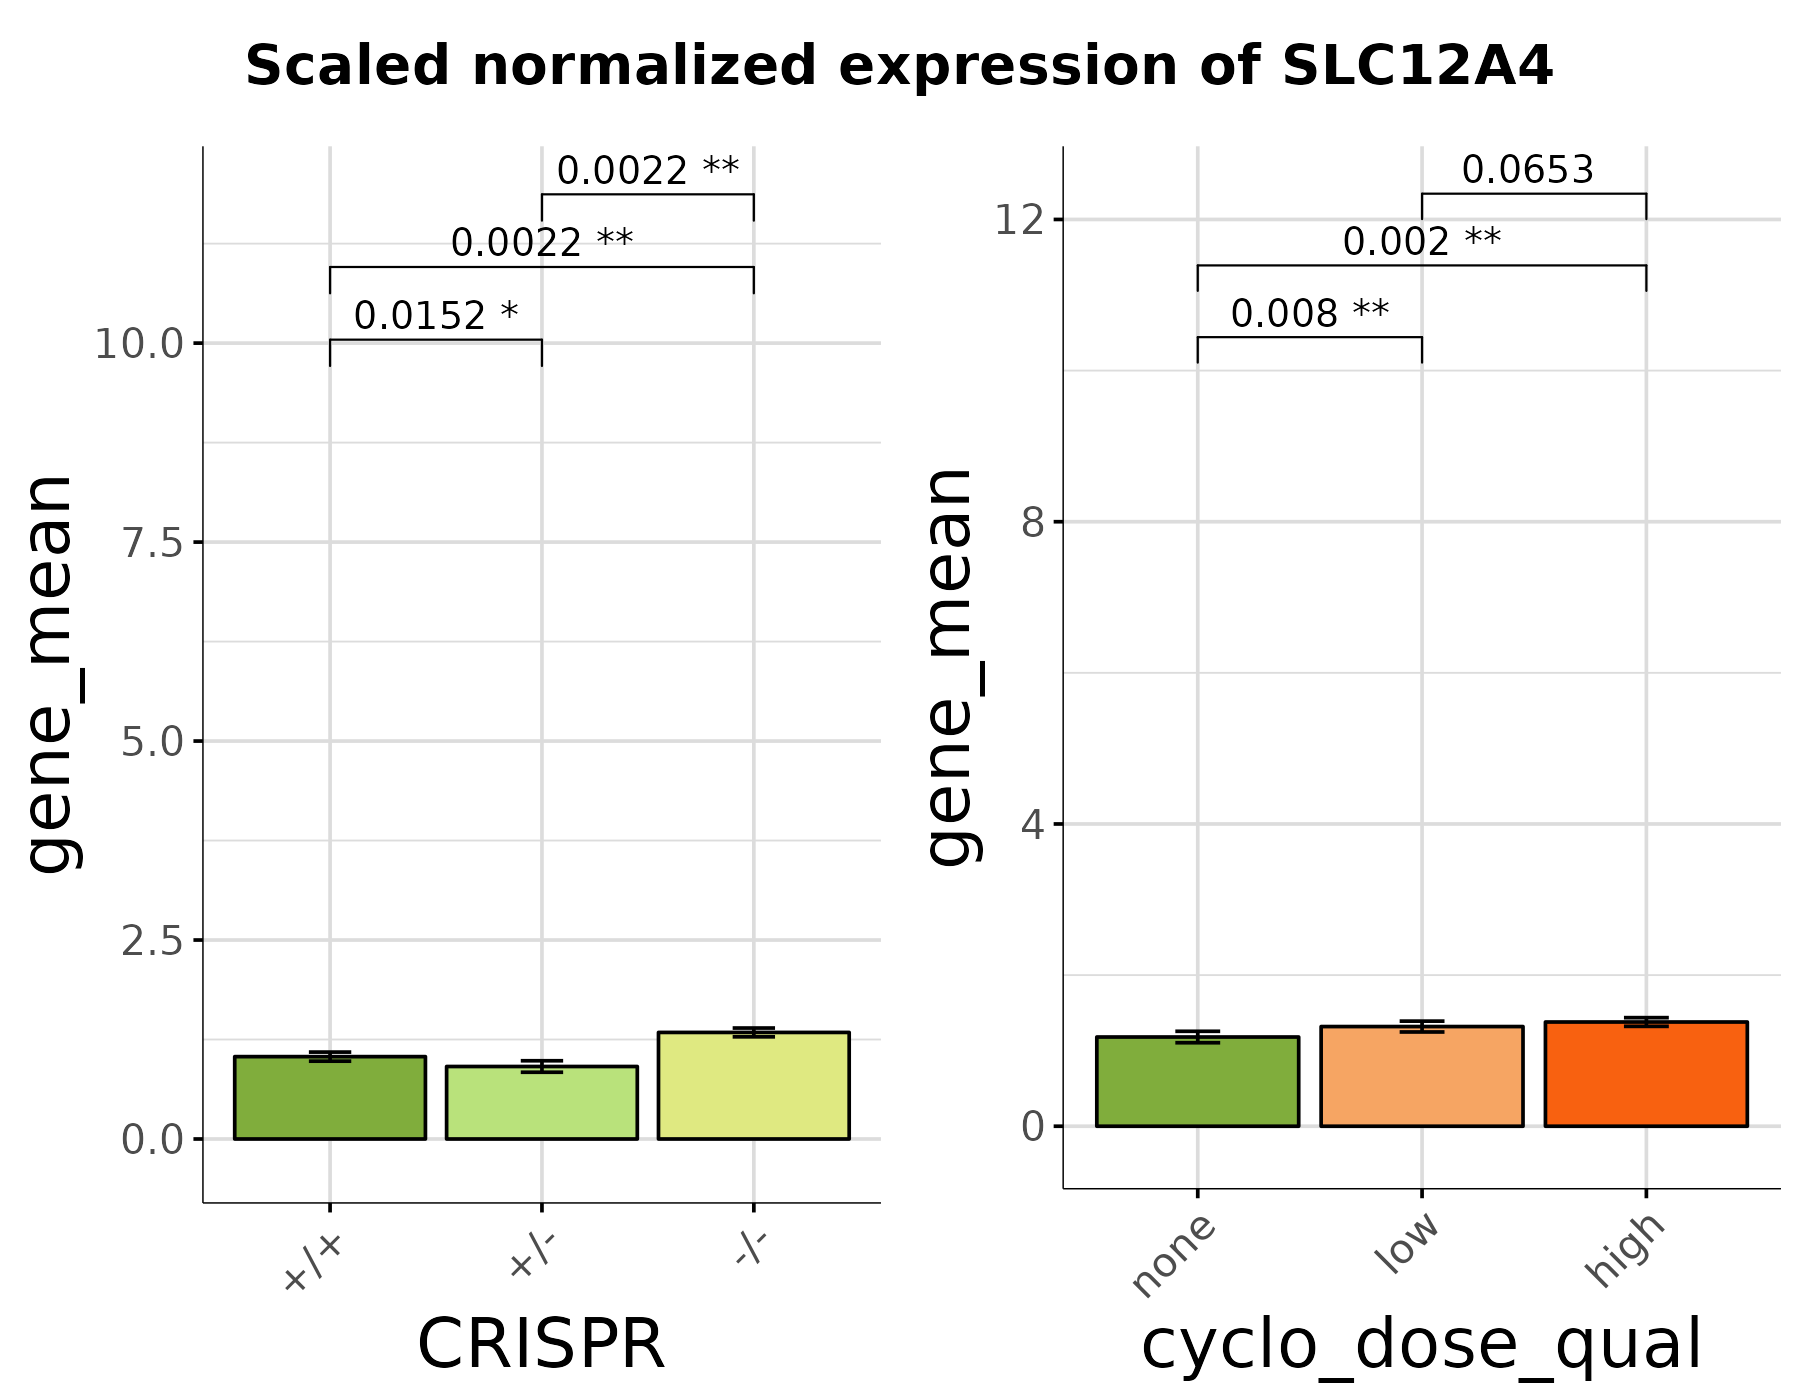 Scaled normalized expression of SLC12A4
gene_mean
0.0022 **
0.0022 **
0.0152 *
10.0
7.5
5.0
2.5
0.0
+/+
+/-
-/-
CRISPR
gene_mean
0.0653
12
0.002 **
0.008 **
8
4
0
none
low
high
cyclo_dose_qual